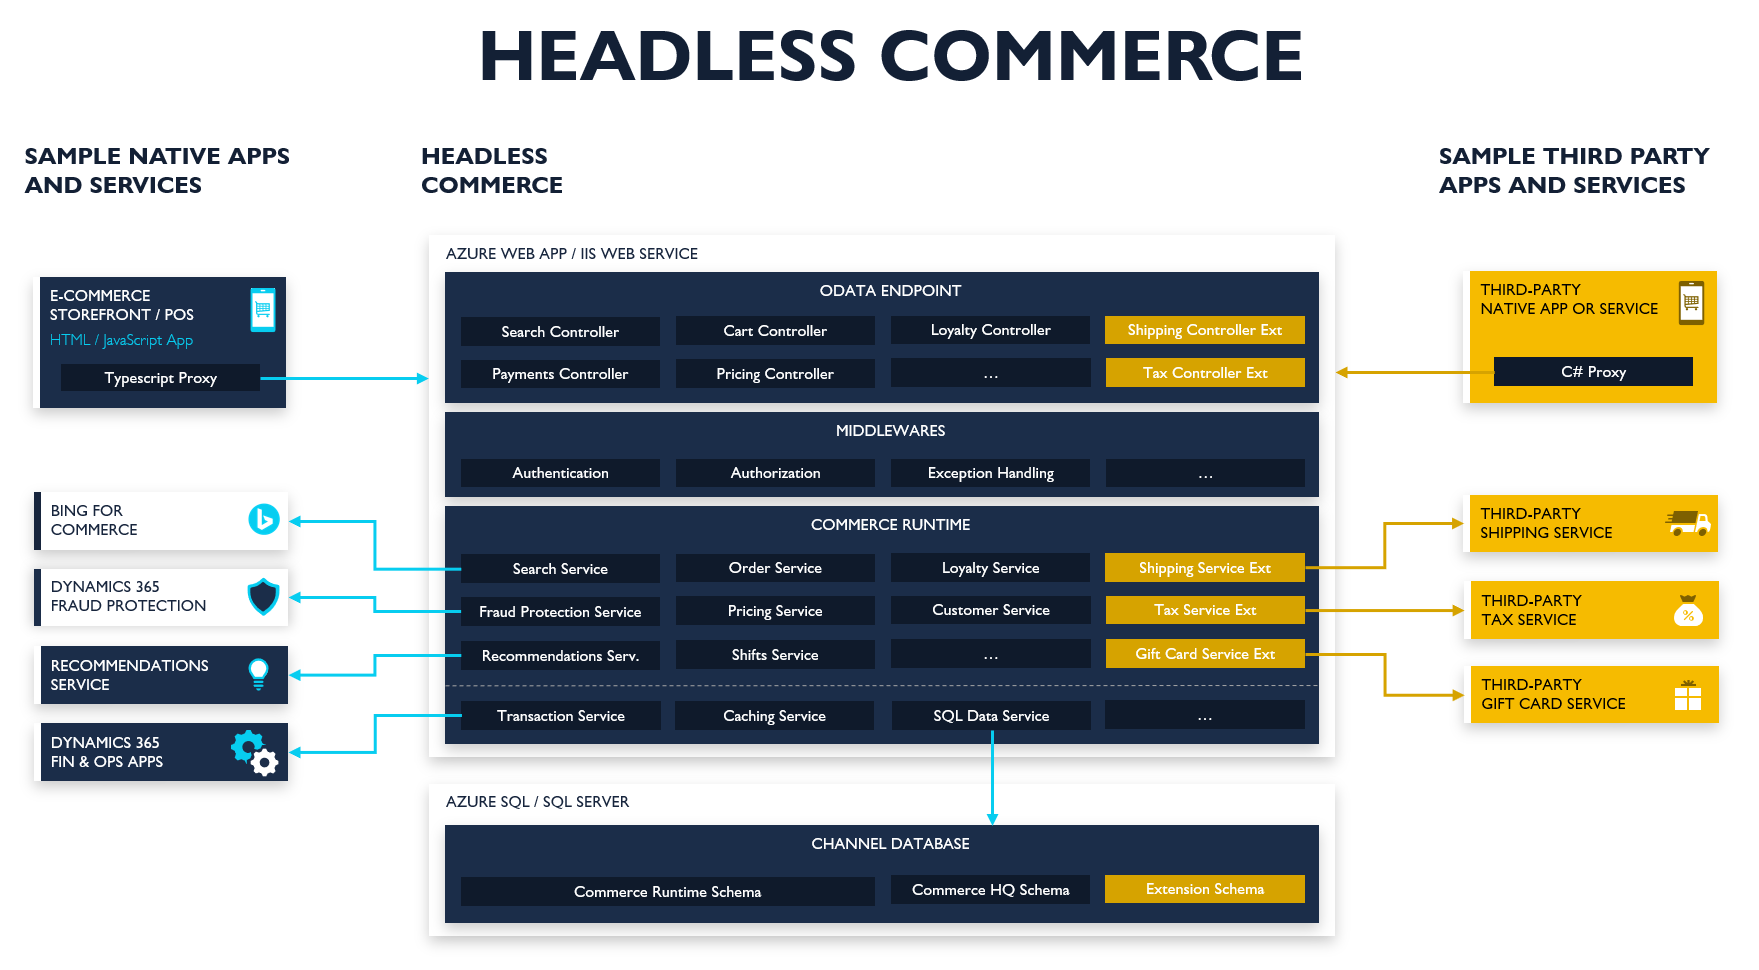 HEADLESS COMMERCE
SAMPLE NATIVE APPS
AND SERVICES
HEADLESS
COMMERCE
SAMPLE THIRD PARTY
APPS AND SERVICES
E-COMMERCE
STOREFRONT / POS
HTML / JavaScript App
Typescript Proxy
BING FOR
COMMERCE
DYNAMICS 365
FRAUD PROTECTION
RECOMMENDATIONS
SERVICE
DYNAMICS 365
FIN & OPS APPS
AZURE WEB APP / IIS WEB SERVICE
ODATA ENDPOINT
Search Controller
Cart Controller
Loyalty Controller
Shipping Controller Ext
Payments Controller
Pricing Controller
...
Tax Controller Ext
MIDDLEWARES
Authentication
Authorization
Exception Handling
...
COMMERCE RUNTIME
Search Service
Order Service
Loyalty Service
Shipping Service Ext
Fraud Protection Service
Pricing Service
Customer Service
Tax Service Ext
Recommendations Serv.
Shifts Service
...
Gift Card Service Ext
Transaction Service
Caching Service
SQL Data Service
...
AZURE SQL / SQL SERVER
CHANNEL DATABASE
Commerce Runtime Schema
Commerce HQ Schema
Extension Schema
THIRD-PARTY
NATIVE APP OR SERVICE
C# Proxy
THIRD-PARTY
SHIPPING SERVICE
THIRD-PARTY
TAX SERVICE
%
THIRD-PARTY
GIFT CARD SERVICE